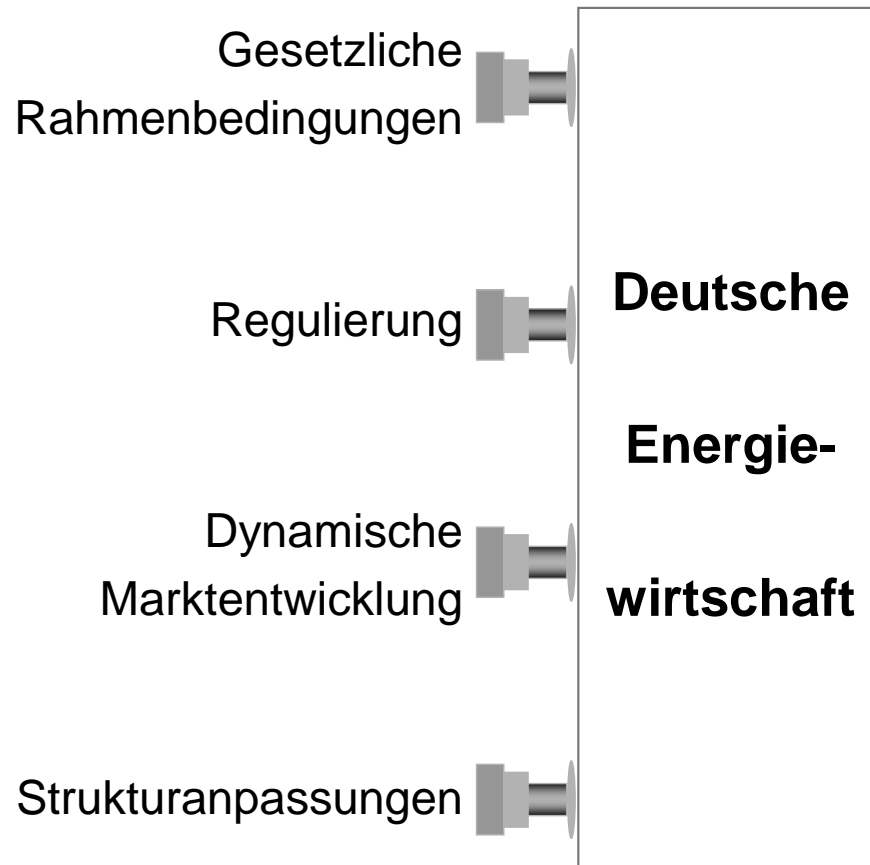 Gesetzliche
Rahmenbedingungen
Regulierung
Dynamische
Marktentwicklung
Strukturanpassungen
Deutsche
Energie-
wirtschaft